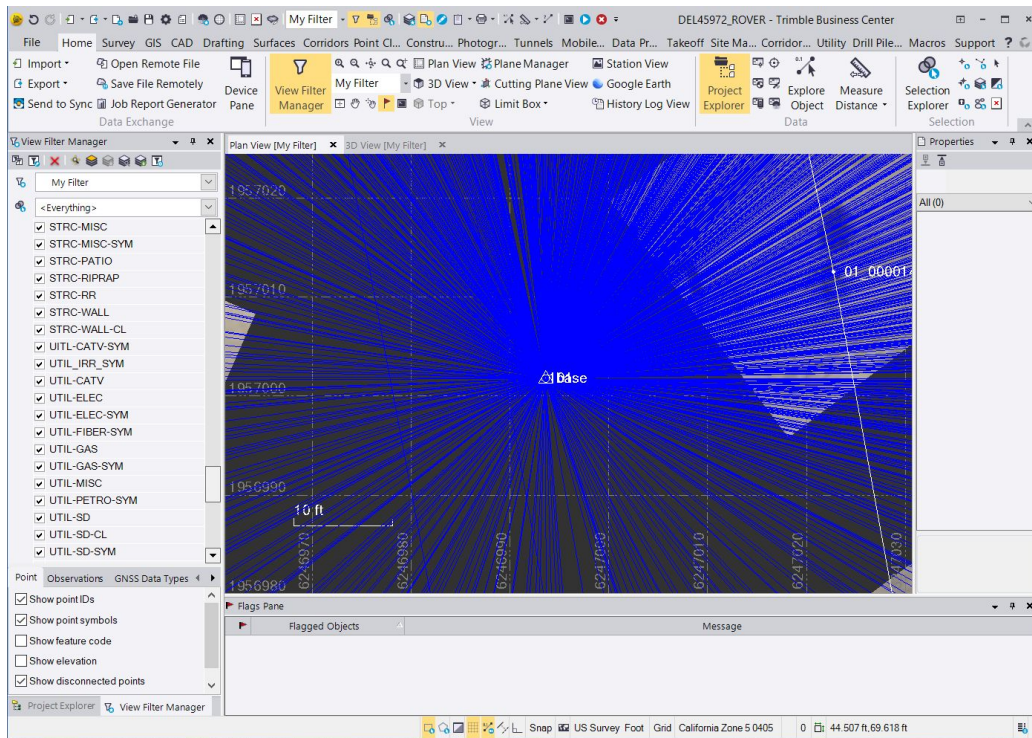 My Filter
DEL45972_ROVER - Trimble Business Center
File Home Survey GIS CAD Drafting Surfaces Corridors Point Cl... Constru... Photogr... Tunnels Mobile... Data Pr... Takeoff Site Ma... Corridor... Utility Drill Pile... Macros Support ?
Import
Open Remote File
Export
Save File Remotely
Send to Sync
Job Report Generator
Data Exchange
Device Pane
View Filter Manager
Plan View
Plane Manager
Station View
My Filter
3D View
Cutting Plane View
Google Earth
Top
Limit Box
History Log View
View
Project Explorer
Explore Object
Measure Distance
Data
Selection Explorer
Selection
View Filter Manager
My Filter
<Everything>
STRC-MISC
STRC-MISC-SYM
STRC-PATIO
STRC-RIPRAP
STRC-RR
STRC-WALL
STRC-WALL-CL
UITL-CATV-SYM
UTIL_IRR_SYM
UTIL-CATV
UTIL-ELEC
UTIL-ELEC-SYM
UTIL-FIBER-SYM
UTIL-GAS
UTIL-GAS-SYM
UTIL-MISC
UTIL-PETRO-SYM
UTIL-SD
UTIL-SD-CL
UTIL-SD-SYM
Point Observations GNSS Data Types
Show point IDs
Show point symbols
Show feature code
Show elevation
Show disconnected points
Project Explorer
View Filter Manager
Plan View [My Filter]
3D View [My Filter]
1957020
1957010
1957000
1956990
1956980
01_000014
10 ft
6246970
6246980
6246990
6247000
6247010
6247020
Properties
All (0)
Flags Pane
Flagged Objects
Message
Snap US Survey Foot Grid California Zone 5 0405 0 44.507 ft,69.618 ft